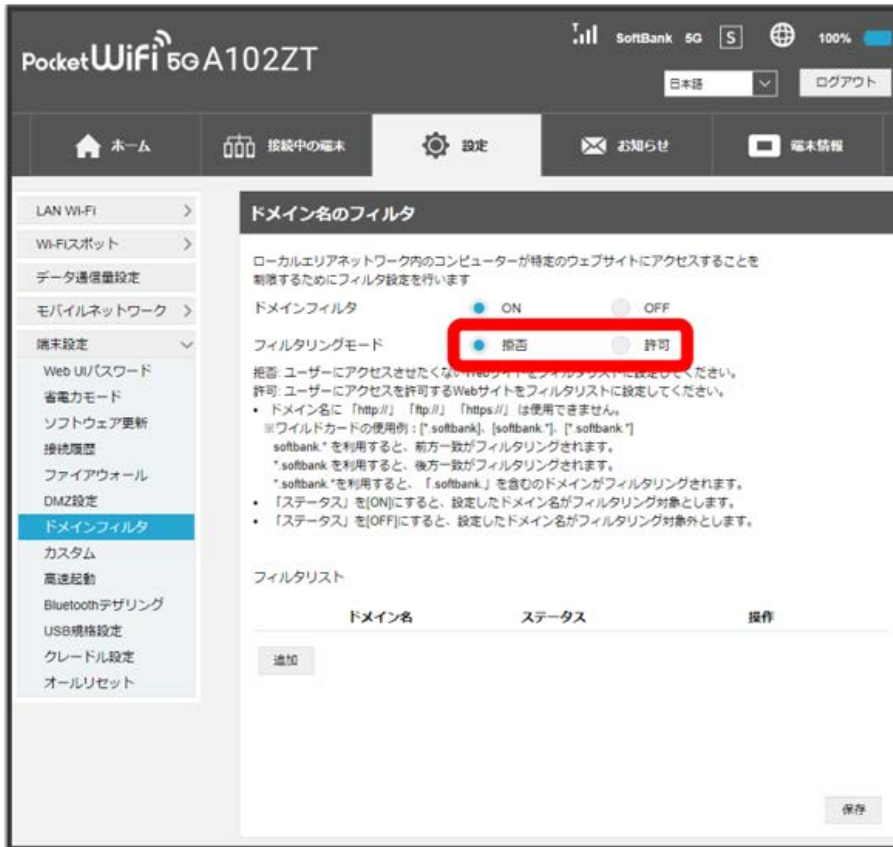 Pocket WiFi 5G A102ZT
SoftBank 5G S 100%
日本語 ログアウト
ホーム 接続中の端末 設定 お知らせ 端末情報
LAN Wi-Fi
Wi-Fiスポット
データ通信量設定
モバイルネットワーク
端末設定
Web UIパスワード
省電力モード
ソフトウェア更新
接続履歴
ファイアウォール
DMZ設定
ドメインフィルタ
カスタム
高速起動
Bluetoothテザリング
USB規格設定
クレードル設定
オールリセット
ドメイン名のフィルタ
ローカルエリアネットワーク内のコンピューターが特定のウェブサイトにアクセスすることを
制限するためにフィルタ設定を行います
ドメインフィルタ ON OFF
フィルタリングモード 拒否 許可
拒否: ユーザーにアクセスさせたくないWebサイトをフィルタリストに設定してください。
許可: ユーザーにアクセスを許可するWebサイトをフィルタリストに設定してください。
• ドメイン名に「http://」「ftp://」「https://」は使用できません。
※ワイルドカードの使用例：[*.softbank]、[softbank.*]、[*.softbank.*]
softbank.* を利用すると、前方一致がフィルタリングされます。
*.softbank を利用すると、後方一致がフィルタリングされます。
*.softbank.*を利用すると、「.softbank.」を含むのドメインがフィルタリングされます。
• 「ステータス」を[ON]にすると、設定したドメイン名がフィルタリング対象とします。
• 「ステータス」を[OFF]にすると、設定したドメイン名がフィルタリング対象外とします。
フィルタリスト
ドメイン名 ステータス 操作
追加
保存